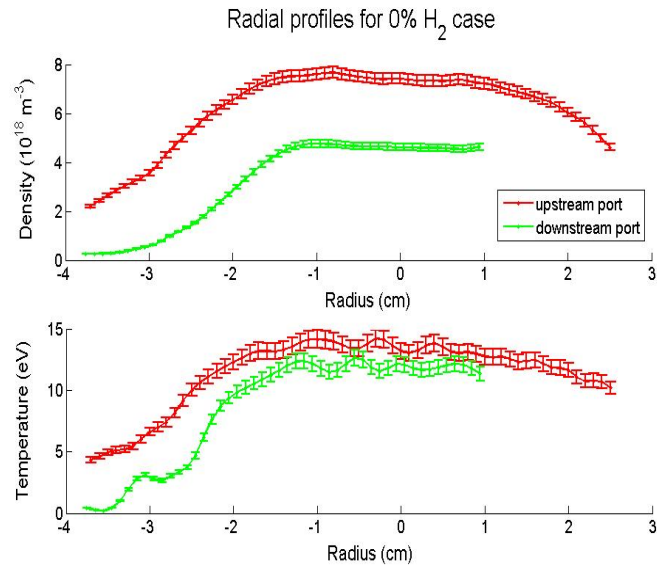 Radial profiles for 0% H₂ case
Density (10¹⁸ m⁻³)
8
6
4
2
0
-4 -3 -2 -1 0 1 2 3
Radius (cm)
upstream port
downstream port
Temperature (eV)
15
10
5
0
-4 -3 -2 -1 0 1 2 3
Radius (cm)